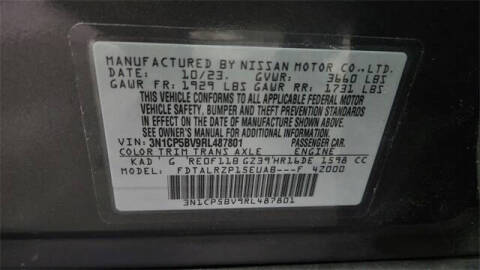 MANUFACTURED BY NISSAN MOTOR CO.,LTD.
DATE: 10/23. GVWR: 3660 LBS
GAWR FR: 1929 LBS GAWR RR: 1731 LBS
THIS VEHICLE CONFORMS TO ALL APPLICABLE FEDERAL MOTOR
VEHICLE SAFETY, BUMPER, AND THEFT PREVENTION STANDARDS
IN EFFECT ON THE DATE OF MANUFACTURE SHOWN ABOVE.
SEE OWNER'S MANUAL FOR ADDITIONAL INFORMATION.
VIN: 3N1CP5BV9RL487801 PASSENGER CAR.
COLOR TRIM TRANS AXLE ENGINE
KAD G RE0F11B GZ39 HR16DE 1598 CC
MODEL: FDTALRZP15EUAB---F 42000
3N1CP5BV9RL487801